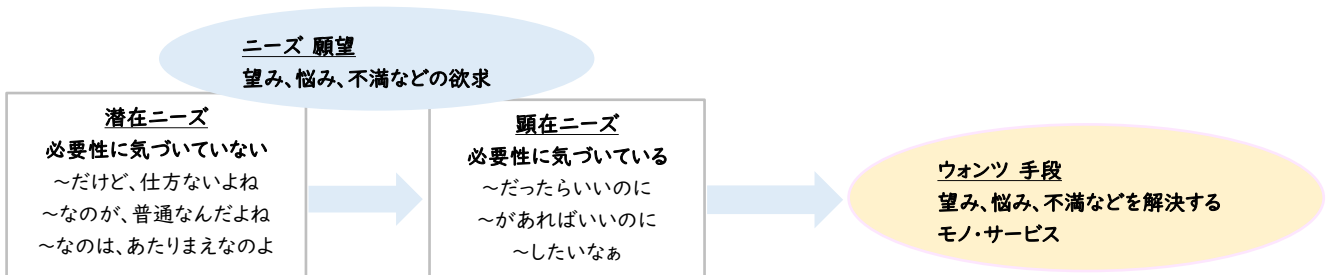 ニーズ 願望
望み、悩み、不満などの欲求
潜在ニーズ
必要性に気づいていない
～だけど、仕方ないよね
～なのが、普通なんだよね
～なのは、あたりまえなのよ
顕在ニーズ
必要性に気づいている
～だったらいいのに
～があればいいのに
～したいなぁ
ウォンツ 手段
望み、悩み、不満などを解決する
モノ・サービス